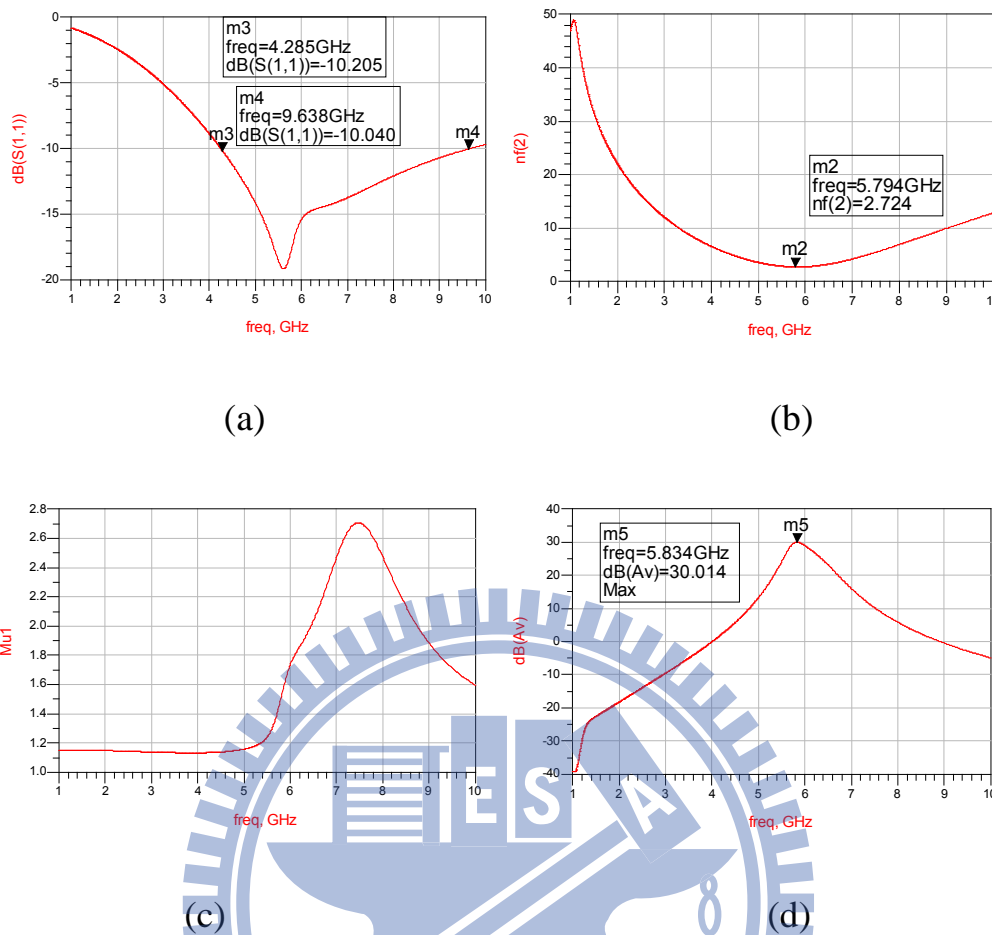 m3
freq=4.285GHz
dB(S(1,1))=-10.205
m4
freq=9.638GHz
dB(S(1,1))=-10.040
m3
m4
0
-5
-10
-15
-20
dB(S(1,1))
1 2 3 4 5 6 7 8 9 10
freq, GHz
(a)
50
40
30
20
10
0
nf(2)
m2
freq=5.794GHz
nf(2)=2.724
m2
1 2 3 4 5 6 7 8 9 1
freq, GHz
(b)
2.8
2.6
2.4
2.2
2.0
1.8
1.6
1.4
1.2
1.0
Mu1
1 2 3 4 5 6 7 8 9 10
freq, GHz
(c)
40
30
20
10
0
-10
-20
-30
-40
dB(Av)
m5
freq=5.834GHz
dB(Av)=30.014
Max
m5
1 2 3 4 5 6 7 8 9 10
freq, GHz
(d)
E S A
8